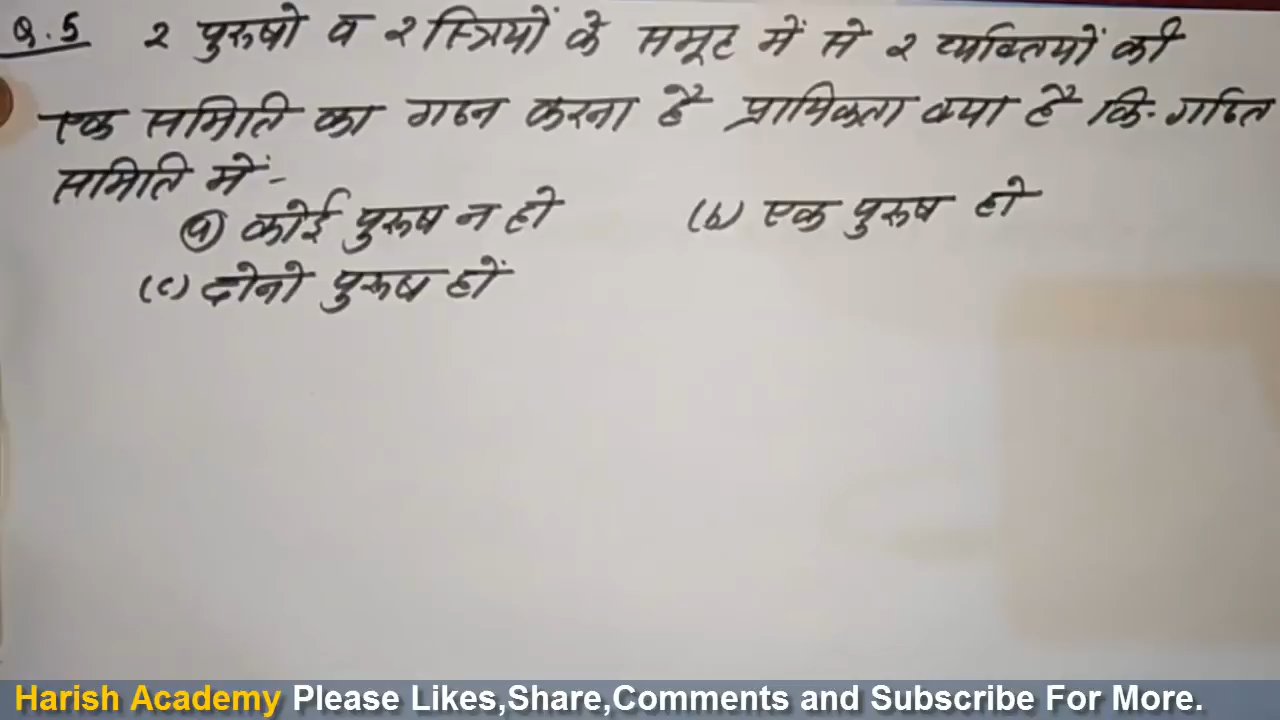 Q.5 2 पुरुषो व 2 स्त्रियों के समूह में से 2 व्यक्तियों की
एक समिति का गठन करना है प्रायिकता क्या है कि- गठित
समिति में -
(a) कोई पुरुष न हो (b) एक पुरुष हो
(c) दोनो पुरुष हों
Harish Academy Please Likes,Share,Comments and Subscribe For More.